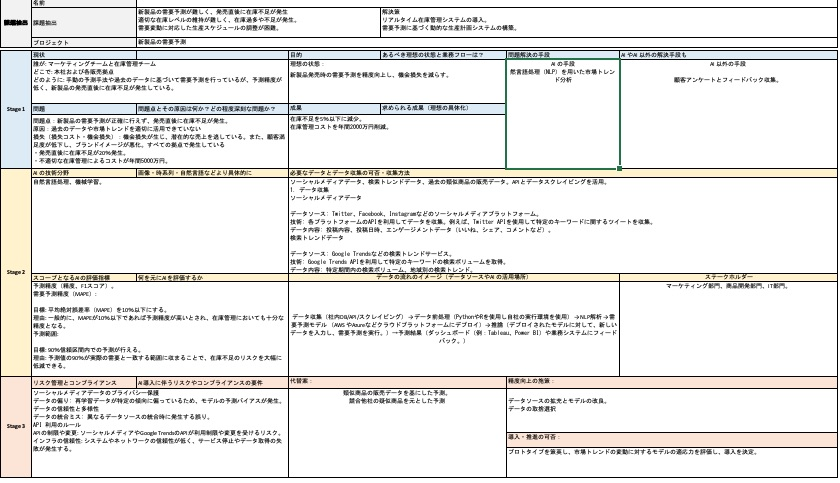 名前
課題抽出
課題抽出
新製品の需要予測が難しく、発売直後に在庫不足が発生。
適切な在庫レベルの維持が難しく、在庫過多や不足が発生。
需要変動に対応した生産スケジュールの調整が困難。
解決策
リアルタイム在庫管理システムの導入。
需要予測に基づく動的な生産計画システムの構築。
プロジェクト
新製品の需要予測
Stage 1
現状
誰が: マーケティングチームと在庫管理チーム
どこで: 本社および各販売拠点
どのように: 手動の予測手法や過去のデータに基づいて需要予測を行っているが、予測精度が
低く、新製品の発売直後に在庫不足が発生している。
目的
あるべき理想の状態と業務フローは？
理想の状態：
新製品発売時の需要予測を精度向上し、機会損失を減らす。
問題解決の手段
AIやAI以外の解決手段も
AIの手段
然言語処理（NLP）を用いた市場トレン
ド分析
AI以外の手段
顧客アンケートとフィードバック収集。
問題
問題点とその原因は何か？どの程度深刻な問題か？
問題点：新製品の需要予測が正確に行えず、発売直後に在庫不足が発生。
原因：過去のデータや市場トレンドを適切に活用できていない
損失（損失コスト・機会損失）：機会損失が生じ、潜在的な売上を逃している。また、顧客満
足度が低下し、ブランドイメージが悪化。すべての拠点で発生している
・発売直後に在庫不足が20%発生。
・不適切な在庫管理によるコストが年間5000万円。
成果
求められる成果（理想の具体化）
在庫不足を5%以下に減少。
在庫管理コストを年間2000万円削減。
Stage 2
AIの技術分野
画像・時系列・自然言語などより具体的に
自然言語処理、機械学習。
必要なデータとデータ収集の可否・収集方法
ソーシャルメディアデータ、検索トレンドデータ、過去の類似商品の販売データ。APIとデータスクレイピングを活用。
1. データ収集
ソーシャルメディアデータ
データソース: Twitter、Facebook、Instagramなどのソーシャルメディアプラットフォーム。
技術: 各プラットフォームのAPIを利用してデータを収集。例えば、Twitter APIを使用して特定のキーワードに関するツイートを収集。
データ内容: 投稿内容、投稿日時、エンゲージメントデータ（いいね、シェア、コメントなど）。
検索トレンドデータ
データソース: Google Trendsなどの検索トレンドサービス。
技術: Google Trends APIを利用して特定のキーワードの検索ボリュームを取得。
データ内容: 特定期間内の検索ボリューム、地域別の検索トレンド。
スコープとなるAIの評価指標
何を元にAIを評価するか
予測精度（精度、F1スコア）。
需要予測精度（MAPE）:
目標: 平均絶対誤差率（MAPE）を10%以下にする。
理由: 一般的に、MAPEが10%以下であれば予測精度が高いとされ、在庫管理においても十分な
精度となる。
予測範囲:
目標: 90%信頼区間内での予測が行える。
理由: 予測値の90%が実際の需要と一致する範囲に収まることで、在庫不足のリスクを大幅に
低減できる。
データの流れのイメージ（データソースやAIの活用場所）
データ収集（社内DB/API/スクレイピング）→データ前処理（PythonやRを使用し自社の実行環境を使用）→NLP解析→需
要予測モデル（AWSやAzureなどクラウドプラットフォームにデプロイ）→推論（デプロイされたモデルに対して、新しい
データを入力し、需要予測を実行。）→予測結果（ダッシュボード（例：Tableau、Power BI）や業務システムにフィード
バック。）
ステークホルダー
マーケティング部門、商品開発部門、IT部門。
Stage 3
リスク管理とコンプライアンス
AI導入に伴うリスクやコンプライアンスの要件
ソーシャルメディアデータのプライバシー保護
データの偏り: 再学習データが特定の傾向に偏っているため、モデルの予測バイアスが発生。
データの信頼性と多様性
データの統合ミス: 異なるデータソースの統合時に発生する誤り。
API 利用のルール
APIの制限や変更: ソーシャルメディアやGoogle TrendsのAPIが利用制限や変更を受けるリスク。
インフラの信頼性: システムやネットワークの信頼性が低く、サービス停止やデータ取得の失
敗が発生する。
代替案：
類似商品の販売データを基にした予測。
競合他社の疑似商品を元とした予測
精度向上の施策：
データソースの拡充とモデルの改良。
データの取捨選択
導入・推進の可否：
プロトタイプを築業し、市場トレンドの変動に対するモデルの適応力を評価し、導入を決定。